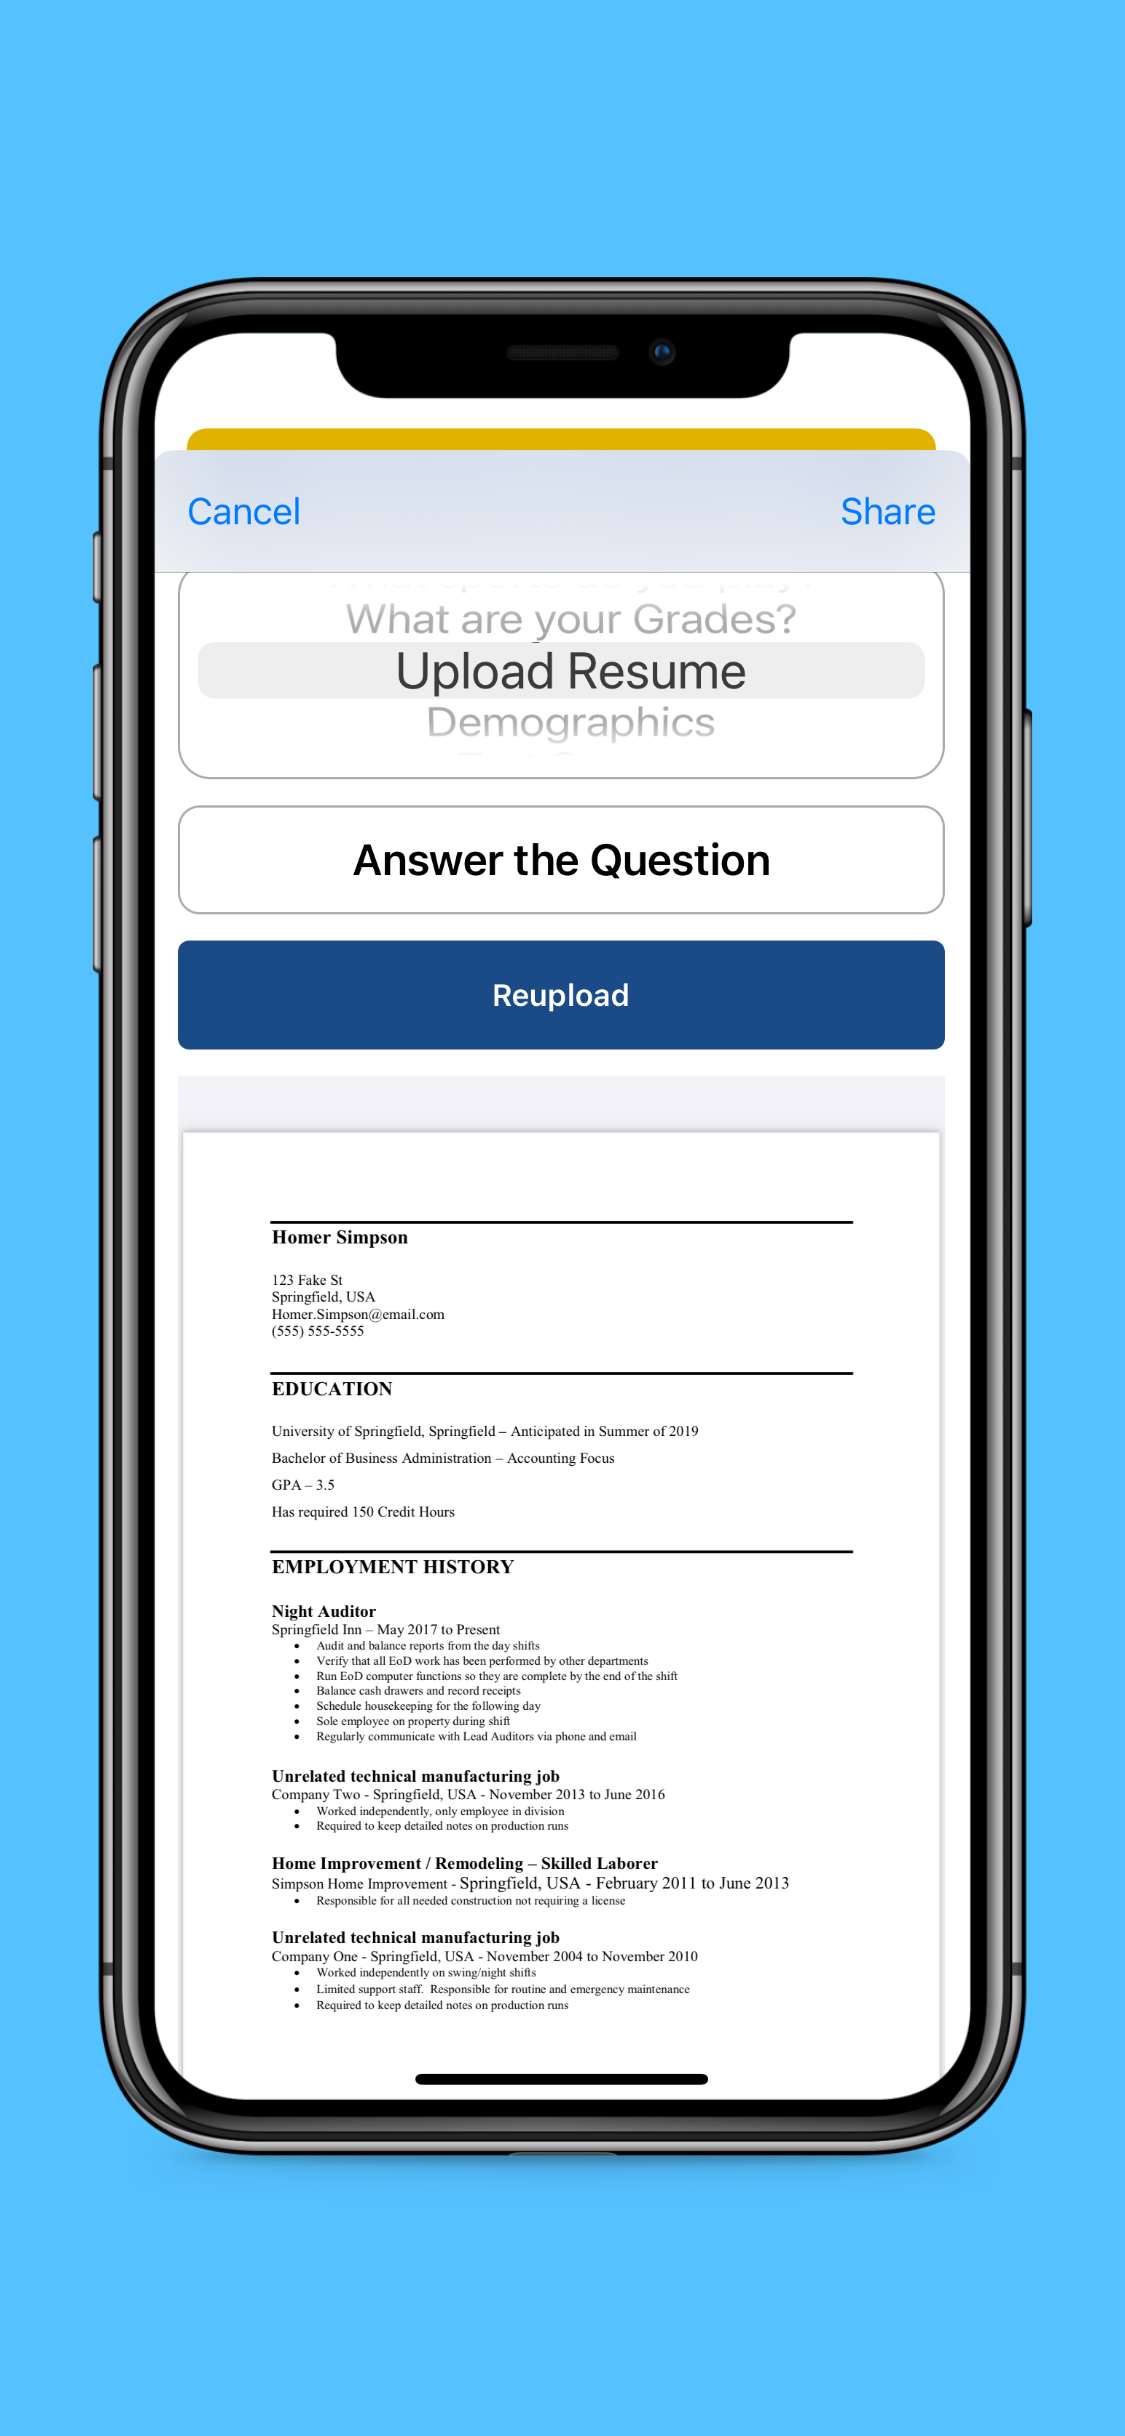 Cancel
Share
What sports do you play?
What are your Grades?
Upload Resume
Demographics
Answer the Question
Reupload
Homer Simpson
123 Fake St
Springfield, USA
Homer.Simpson@email.com
(555) 555-5555
EDUCATION
University of Springfield, Springfield – Anticipated in Summer of 2019
Bachelor of Business Administration – Accounting Focus
GPA – 3.5
Has required 150 Credit Hours
EMPLOYMENT HISTORY
Night Auditor
Springfield Inn – May 2017 to Present
• Audit and balance reports from the day shifts
• Verify that all EoD work has been performed by other departments
• Run EoD computer functions so they are complete by the end of the shift
• Balance cash drawers and record receipts
• Schedule housekeeping for the following day
• Sole employee on property during shift
• Regularly communicate with Lead Auditors via phone and email
Unrelated technical manufacturing job
Company Two - Springfield, USA - November 2013 to June 2016
• Worked independently, only employee in division
• Required to keep detailed notes on production runs
Home Improvement / Remodeling – Skilled Laborer
Simpson Home Improvement - Springfield, USA - February 2011 to June 2013
• Responsible for all needed construction not requiring a license
Unrelated technical manufacturing job
Company One - Springfield, USA - November 2004 to November 2010
• Worked independently on swing/night shifts
• Limited support staff.  Responsible for routine and emergency maintenance
• Required to keep detailed notes on production runs